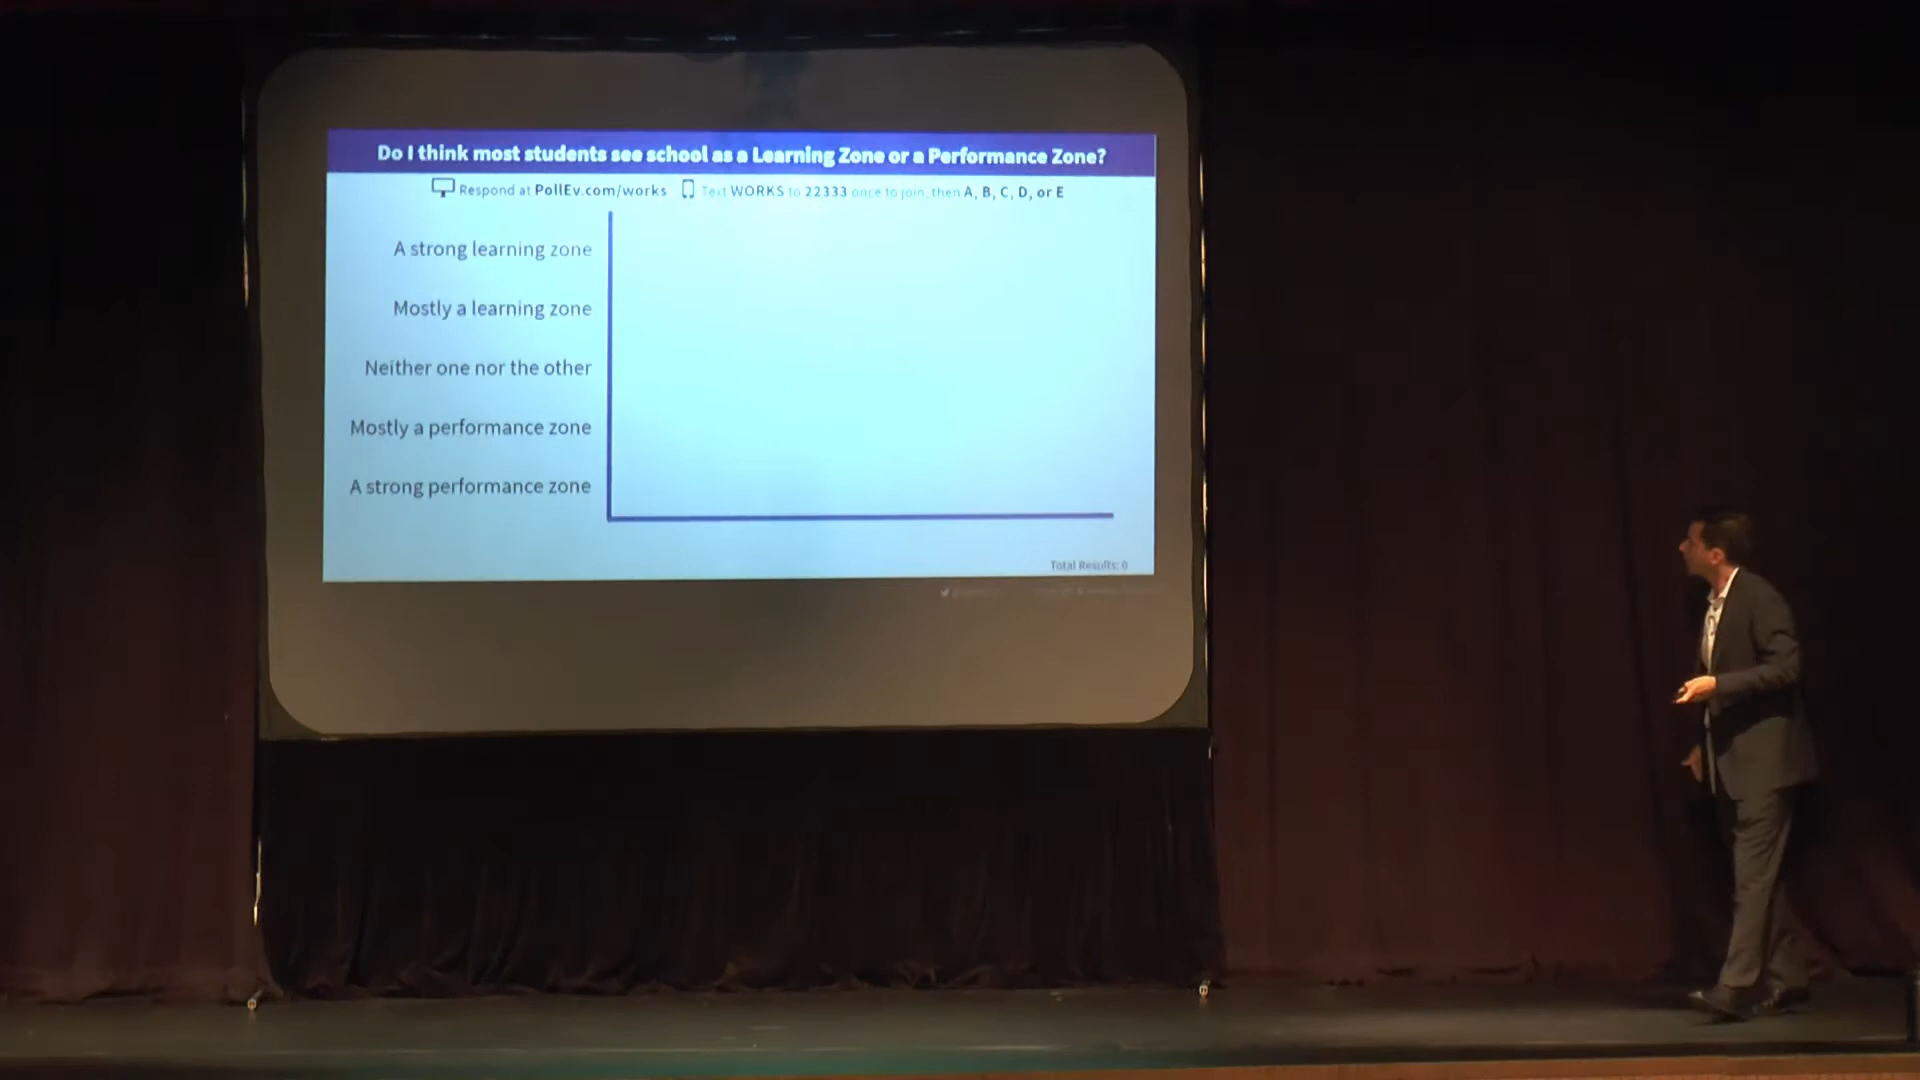 Do I think most students see school as a Learning Zone or a Performance Zone?
Respond at PollEv.com/works Text WORKS to 22333 once to join, then A, B, C, D, or E
A strong learning zone
Mostly a learning zone
Neither one nor the other
Mostly a performance zone
A strong performance zone
Total Results: 0